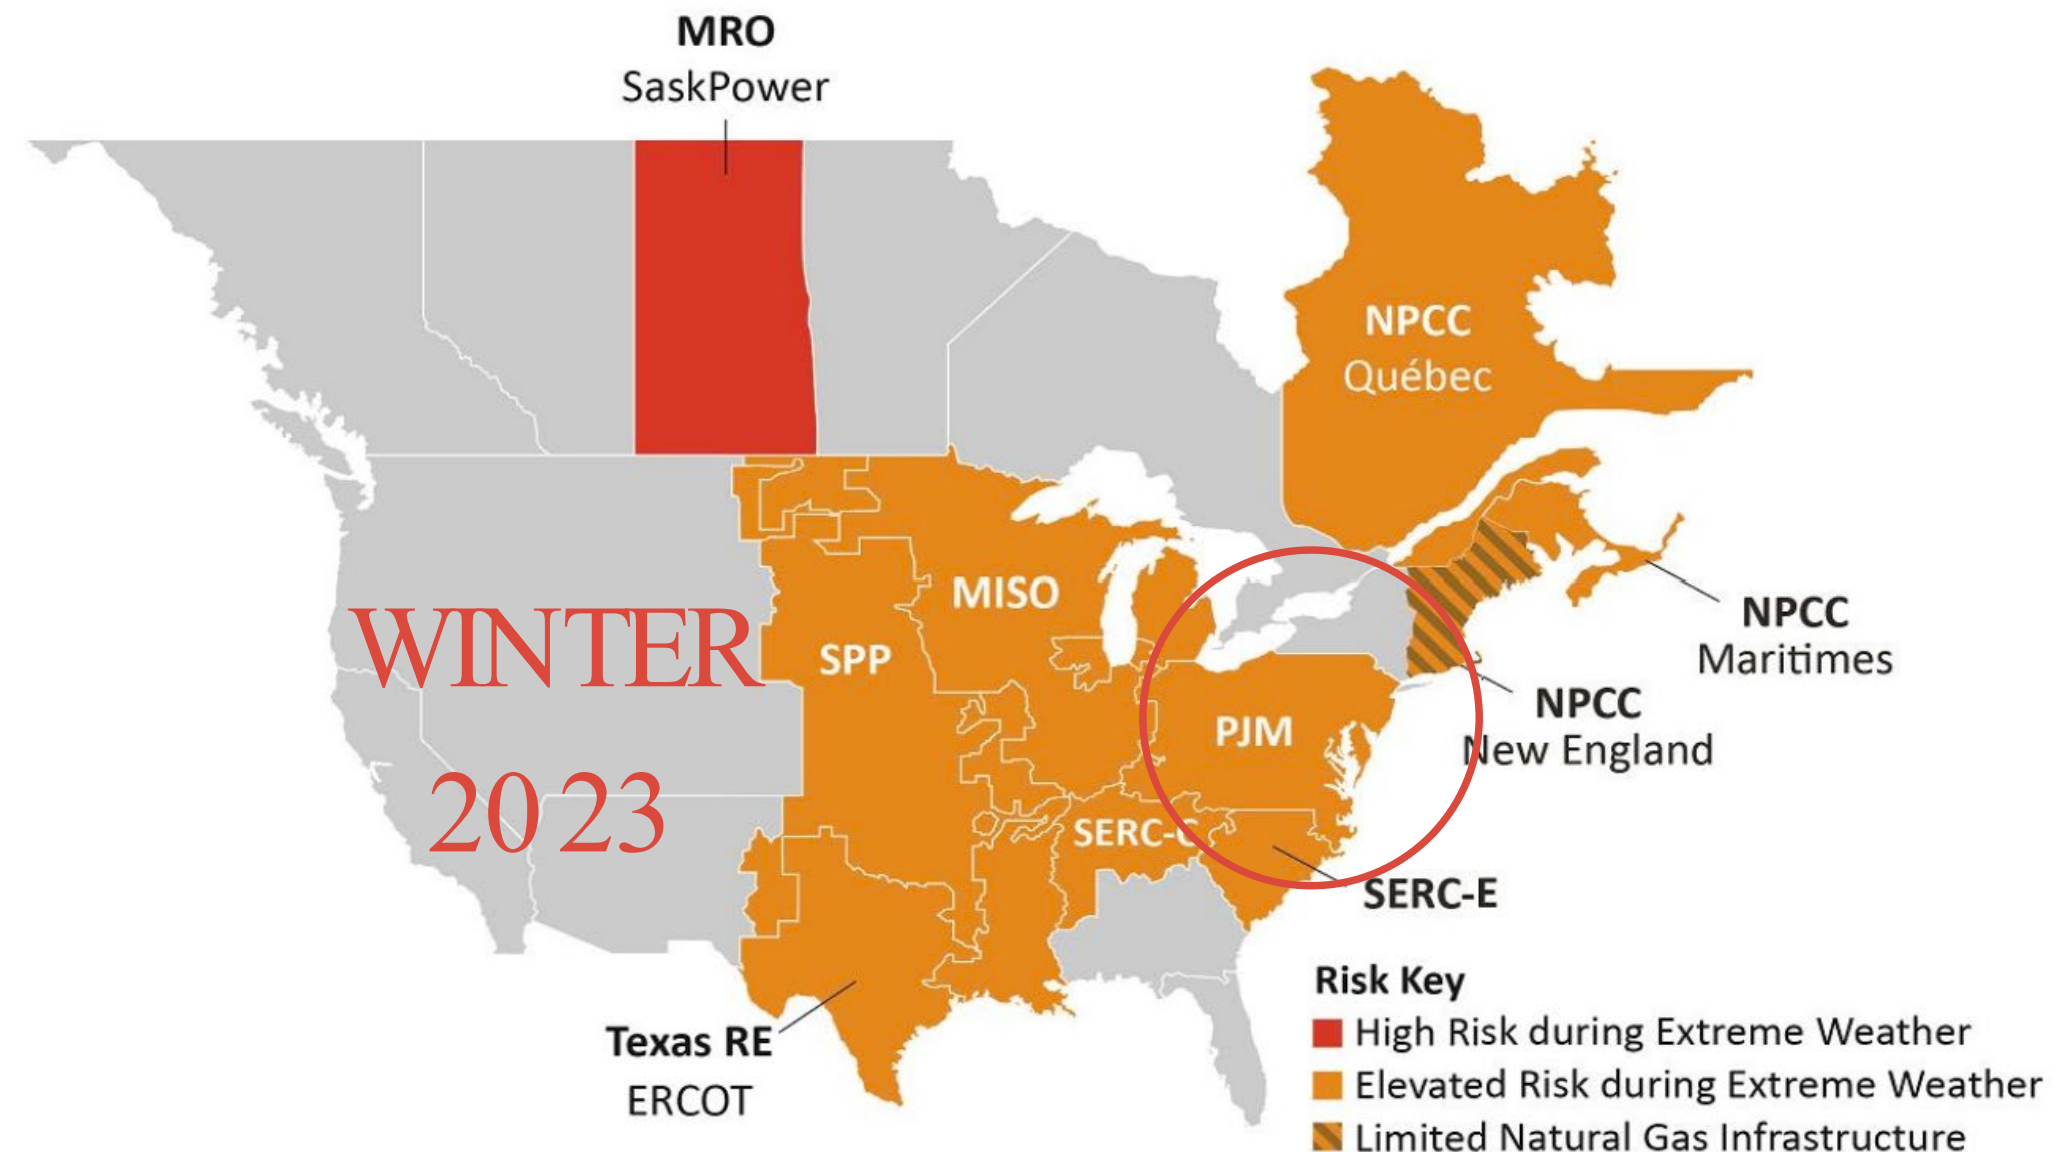 MRO
SaskPower
NPCC
Québec
MISO
WINTER
SPP
NPCC
Maritimes
NPCC
New England
PJM
2023
SERC-C
SERC-E
Texas RE
ERCOT
Risk Key
High Risk during Extreme Weather
Elevated Risk during Extreme Weather
Limited Natural Gas Infrastructure